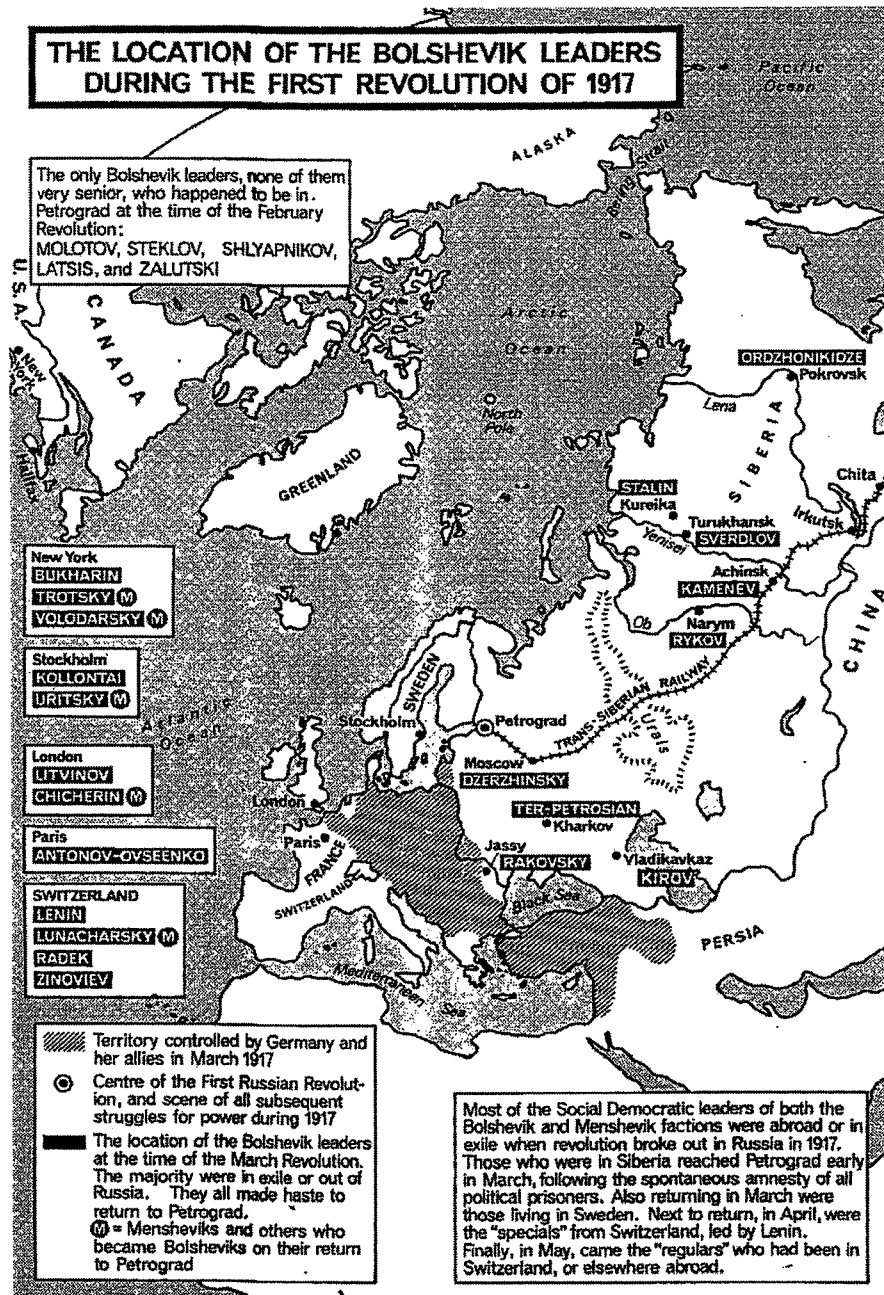 THE LOCATION OF THE BOLSHEVIK LEADERS
DURING THE FIRST REVOLUTION OF 1917
Pacific
Ocean
ALASKA
Bering Strait
The only Bolshevik leaders, none of them
very senior, who happened to be in
Petrograd at the time of the February
Revolution:
MOLOTOV, STEKLOV, SHLYAPNIKOV,
LATSIS, and ZALUTSKI
U.S.A.
CANADA
New York
Halifax
Arctic
Ocean
North
Pole
GREENLAND
ORDZHONIKIDZE
Pokrovsk
Lena
SIBERIA
Chita
STALIN
Kureika
Turukhansk
SVERDLOV
Yenisei
Irkutsk
Achinsk
KAMENEV
Ob
Narym
RYKOV
CHINA
New York
BUKHARIN
TROTSKY M
VOLODARSKY M
Stockholm
KOLLONTAI
URITSKY M
Atlantic
Ocean
London
LITVINOV
CHICHERIN M
Paris
ANTONOV-OVSEENKO
SWITZERLAND
LENIN
LUNACHARSKY M
RADEK
ZINOVIEV
SWEDEN
Stockholm
Petrograd
TRANS-SIBERIAN RAILWAY
Urals
Moscow
DZERZHINSKY
London
TER-PETROSIAN
Kharkov
Paris
FRANCE
Jassy
RAKOVSKY
Vladikavkaz
KIROV
SWITZERLAND
Black Sea
PERSIA
Mediterranean
Sea
Territory controlled by Germany and
her allies in March 1917
Centre of the First Russian Revolut-
ion, and scene of all subsequent
struggles for power during 1917
The location of the Bolshevik leaders
at the time of the March Revolution.
The majority were in exile or out of
Russia. They all made haste to
return to Petrograd.
M = Mensheviks and others who
became Bolsheviks on their return
to Petrograd
Most of the Social Democratic leaders of both the
Bolshevik and Menshevik factions were abroad or in
exile when revolution broke out in Russia in 1917.
Those who were in Siberia reached Petrograd early
in March, following the spontaneous amnesty of all
political prisoners. Also returning in March were
those living in Sweden. Next to return, in April, were
the "specials" from Switzerland, led by Lenin.
Finally, in May, came the "regulars" who had been in
Switzerland, or elsewhere abroad.